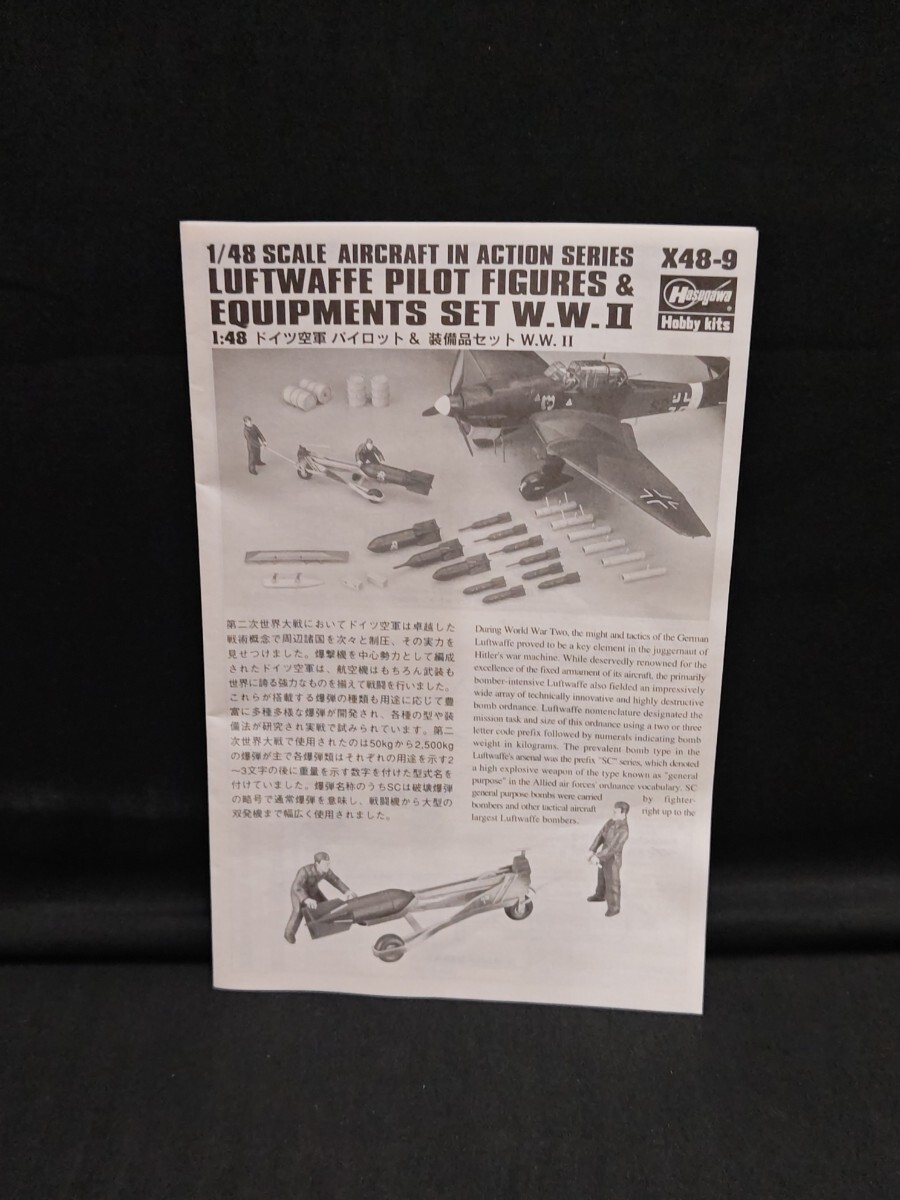 1/48 SCALE AIRCRAFT IN ACTION SERIES
X48-9
LUFTWAFFE PILOT FIGURES &
EQUIPMENTS SET W.W.II
Hasegawa
Hobby kits
1:48 ドイツ空軍 パイロット & 装備品セット W.W. II
第二次世界大戦においてドイツ空軍は卓越した
戦術概念で周辺諸国を次々と制圧、その実力を
見せつけました。爆撃機を中心勢力として編成
されたドイツ空軍は、航空機はもちろん武装も
世界に誇る強力なものを揃えて戦闘を行いました。
これらが搭載する爆弾の種類も用途に応じて豊
富に多種多様な爆弾が開発され、各種の型や装
備法が研究され実戦で試みられています。第二
次世界大戦で使用されたのは50kgから2,500kg
の爆弾が主で各爆弾類はそれぞれの用途を示す2
〜3文字の後に重量を示す数字を付けた型式名を
付けていました。爆弾名称のうちSCは破壊爆弾
の略号で通常爆弾を意味し、戦闘機から大型の
双発機まで幅広く使用されました。
During World War Two, the might and tactics of the German
Luftwaffe proved to be a key element in the juggernaut of
Hitler's war machine. While deservedly renowned for the
excellence of the fixed armament of its aircraft, the primarily
bomber-intensive Luftwaffe also fielded an impressively
wide array of technically innovative and highly destructive
bomb ordnance. Luftwaffe nomenclature designated the
mission task and size of this ordnance using a two or three
letter code prefix followed by numerals indicating bomb
weight in kilograms. The prevalent bomb type in the
Luftwaffe's arsenal was the prefix "SC" series, which denoted
a high explosive weapon of the type known as "general
purpose" in the Allied air forces' ordnance vocabulary. SC
general purpose bombs were carried by fighter-
bombers and other tactical aircraft right up to the
largest Luftwaffe bombers.